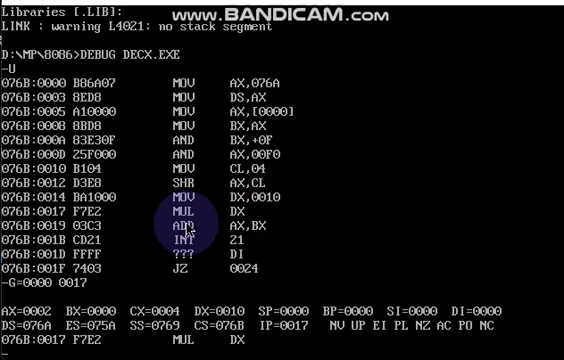 Libraries [.LIB]:
www.BANDICAM.com
LINK : warning L4021: no stack segment
D:\MP\8086>DEBUG DECX.EXE
-U
076B:0000 B86A07 MOV AX,076A
076B:0003 8ED8 MOV DS,AX
076B:0005 A10000 MOV AX,[0000]
076B:0008 8BD8 MOV BX,AX
076B:000A 83E30F AND BX,+0F
076B:000D 25F000 AND AX,00F0
076B:0010 B104 MOV CL,04
076B:0012 D3E8 SHR AX,CL
076B:0014 BA1000 MOV DX,0010
076B:0017 F7E2 MUL DX
076B:0019 03C3 ADD AX,BX
076B:001B CD21 INT 21
076B:001D FFFF ??? DI
076B:001F 7403 JZ 0024
-G=0000 0017
AX=0002 BX=0000 CX=0004 DX=0010 SP=0000 BP=0000 SI=0000 DI=0000
DS=076A ES=075A SS=0769 CS=076B IP=0017 NV UP EI PL NZ AC PO NC
076B:0017 F7E2 MUL DX
-